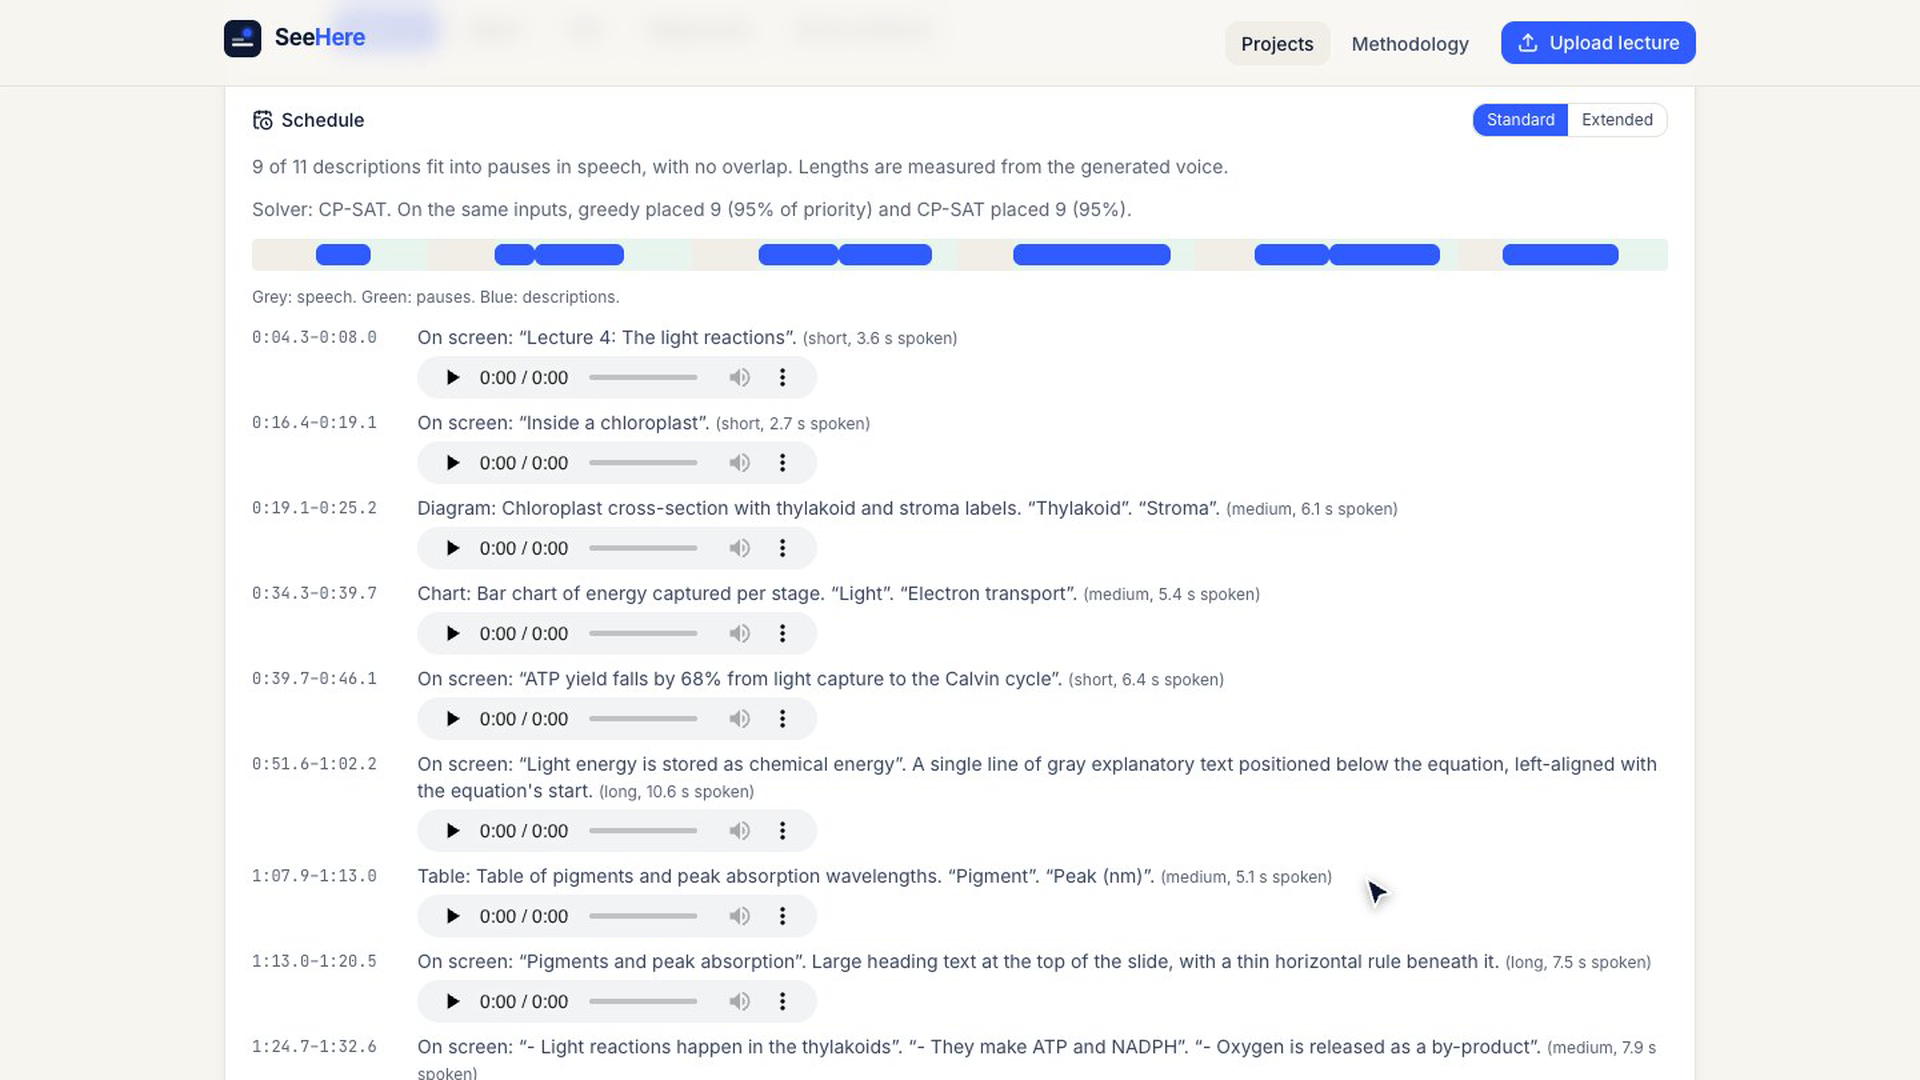 SeeHere
Projects
Methodology
Upload lecture
Schedule
Standard
Extended
9 of 11 descriptions fit into pauses in speech, with no overlap. Lengths are measured from the generated voice.
Solver: CP-SAT. On the same inputs, greedy placed 9 (95% of priority) and CP-SAT placed 9 (95%).
Grey: speech. Green: pauses. Blue: descriptions.
0:04.3–0:08.0 On screen: “Lecture 4: The light reactions”. (short, 3.6 s spoken)
0:00 / 0:00
0:16.4–0:19.1 On screen: “Inside a chloroplast”. (short, 2.7 s spoken)
0:00 / 0:00
0:19.1–0:25.2 Diagram: Chloroplast cross-section with thylakoid and stroma labels. “Thylakoid”. “Stroma”. (medium, 6.1 s spoken)
0:00 / 0:00
0:34.3–0:39.7 Chart: Bar chart of energy captured per stage. “Light”. “Electron transport”. (medium, 5.4 s spoken)
0:00 / 0:00
0:39.7–0:46.1 On screen: “ATP yield falls by 68% from light capture to the Calvin cycle”. (short, 6.4 s spoken)
0:00 / 0:00
0:51.6–1:02.2 On screen: “Light energy is stored as chemical energy”. A single line of gray explanatory text positioned below the equation, left-aligned with
the equation's start. (long, 10.6 s spoken)
0:00 / 0:00
1:07.9–1:13.0 Table: Table of pigments and peak absorption wavelengths. “Pigment”. “Peak (nm)”. (medium, 5.1 s spoken)
0:00 / 0:00
1:13.0–1:20.5 On screen: “Pigments and peak absorption”. Large heading text at the top of the slide, with a thin horizontal rule beneath it. (long, 7.5 s spoken)
0:00 / 0:00
1:24.7–1:32.6 On screen: “- Light reactions happen in the thylakoids”. “- They make ATP and NADPH”. “- Oxygen is released as a by-product”. (medium, 7.9 s
spoken)